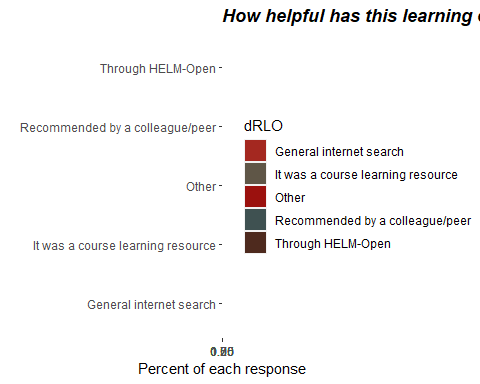 How helpful has this learning
Through HELM-Open
Recommended by a colleague/peer
Other
It was a course learning resource
General internet search
dRLO
General internet search
It was a course learning resource
Other
Recommended by a colleague/peer
Through HELM-Open
Percent of each response